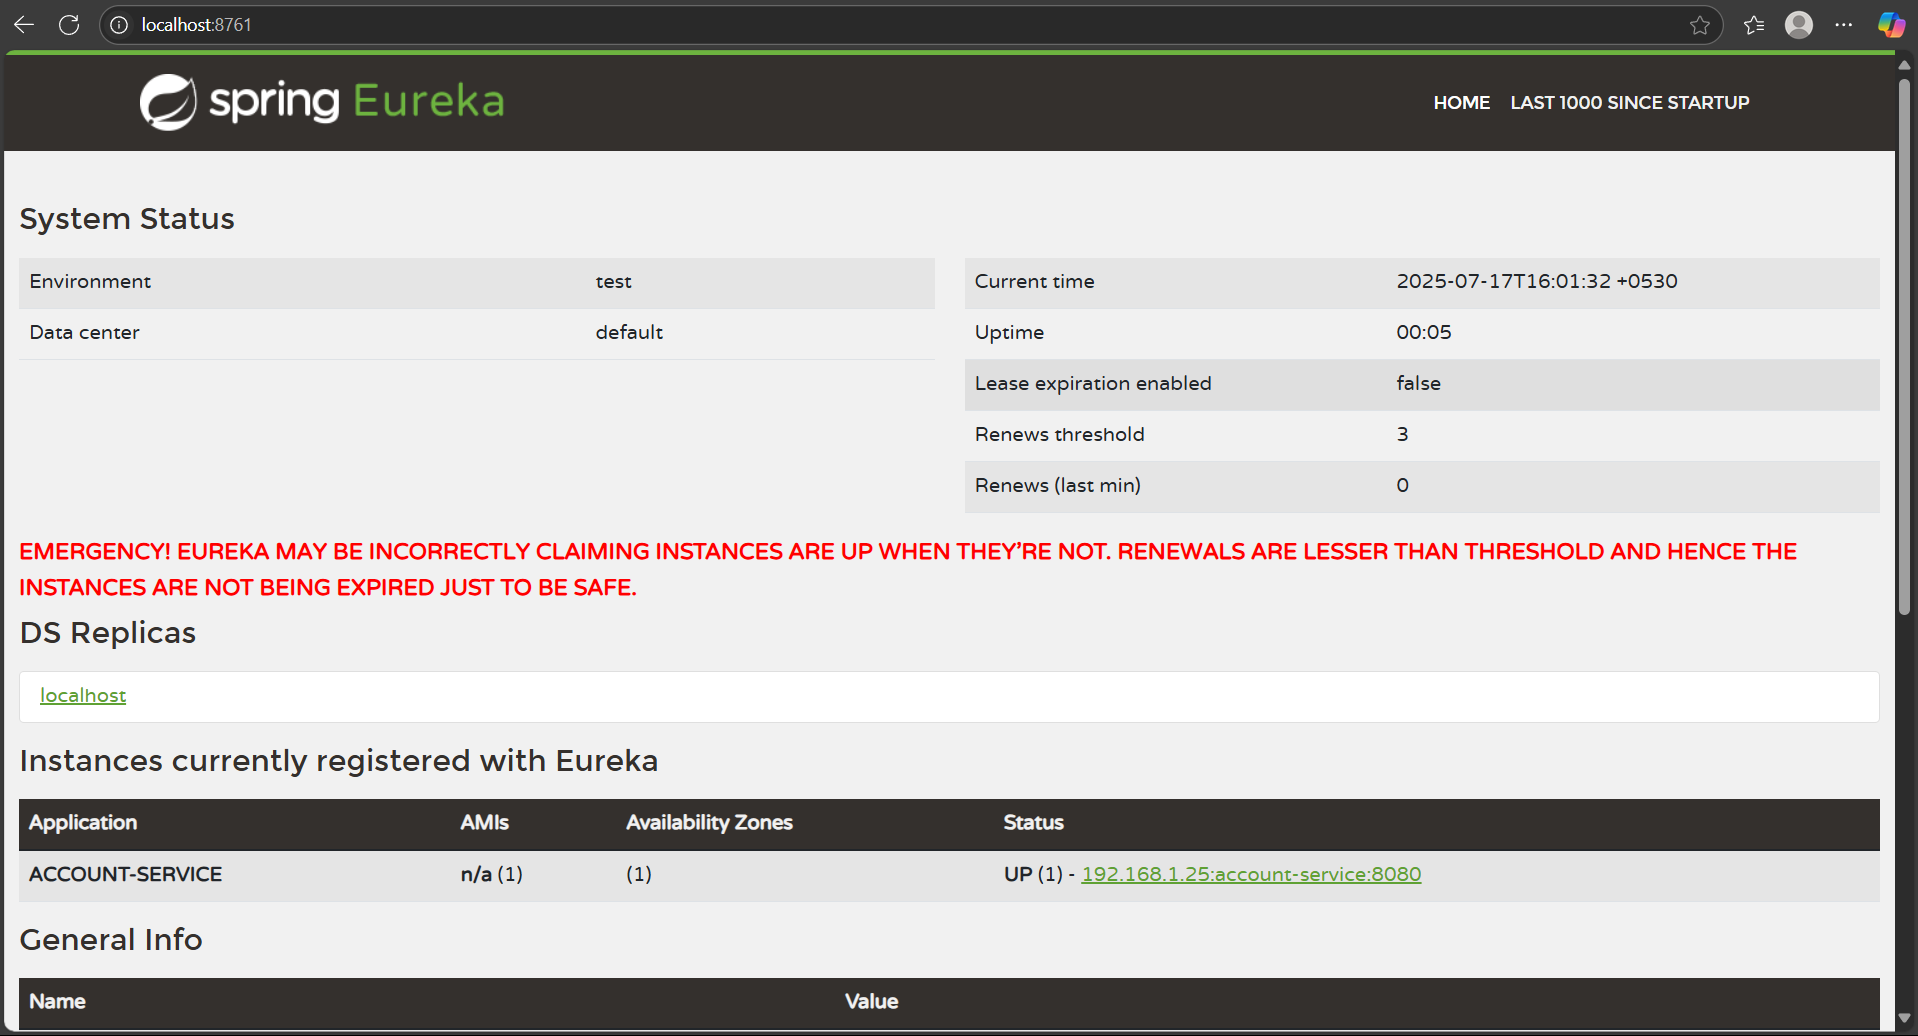 localhost:8761
spring Eureka
HOME LAST 1000 SINCE STARTUP
System Status
Environment test
Data center default
Current time 2025-07-17T16:01:32 +0530
Uptime 00:05
Lease expiration enabled false
Renews threshold 3
Renews (last min) 0
EMERGENCY! EUREKA MAY BE INCORRECTLY CLAIMING INSTANCES ARE UP WHEN THEY’RE NOT. RENEWALS ARE LESSER THAN THRESHOLD AND HENCE THE
INSTANCES ARE NOT BEING EXPIRED JUST TO BE SAFE.
DS Replicas
localhost
Instances currently registered with Eureka
Application AMIs Availability Zones Status
ACCOUNT-SERVICE n/a (1) (1) UP (1) - 192.168.1.25:account-service:8080
General Info
Name Value